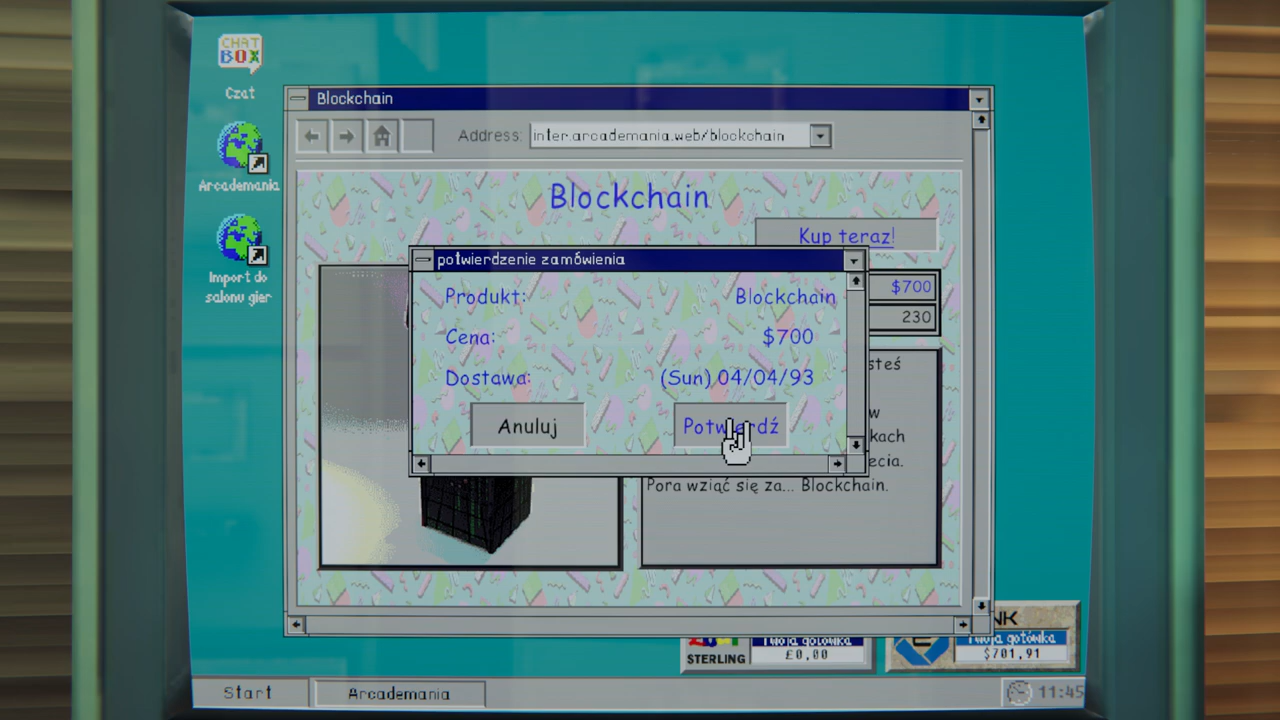 CHAT
BOX
Czat
Arcademania
Import do
salonu gier
Blockchain
Address: inter.arcademania.web/blockchain
Blockchain
Kup teraz!
$700
230
potwierdzenie zamówienia
Produkt: Blockchain
Cena: $700
Dostawa: (Sun) 04/04/93
Anuluj
Potwierdź
steś
w
kach
ecia.
Pora wziąć się za... Blockchain.
STERLING
Twoja gotówka
£0,00
NK
Twoja gotówka
$701,91
Start
Arcademania
11:45